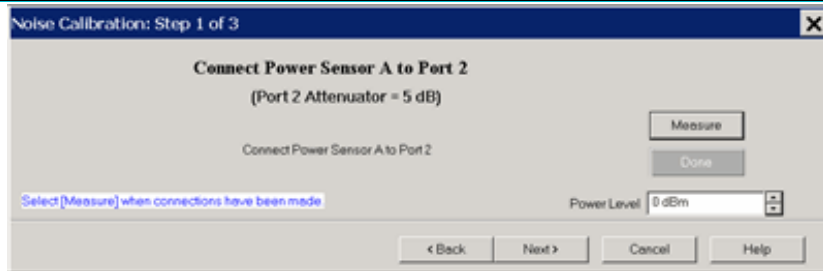 Noise Calibration: Step 1 of 3
Connect Power Sensor A to Port 2
(Port 2 Attenuator = 5 dB)
Measure
Connect Power Sensor A to Port 2
Done
Select [Measure] when connections have been made.
Power Level 0 dBm
< Back Next > Cancel Help